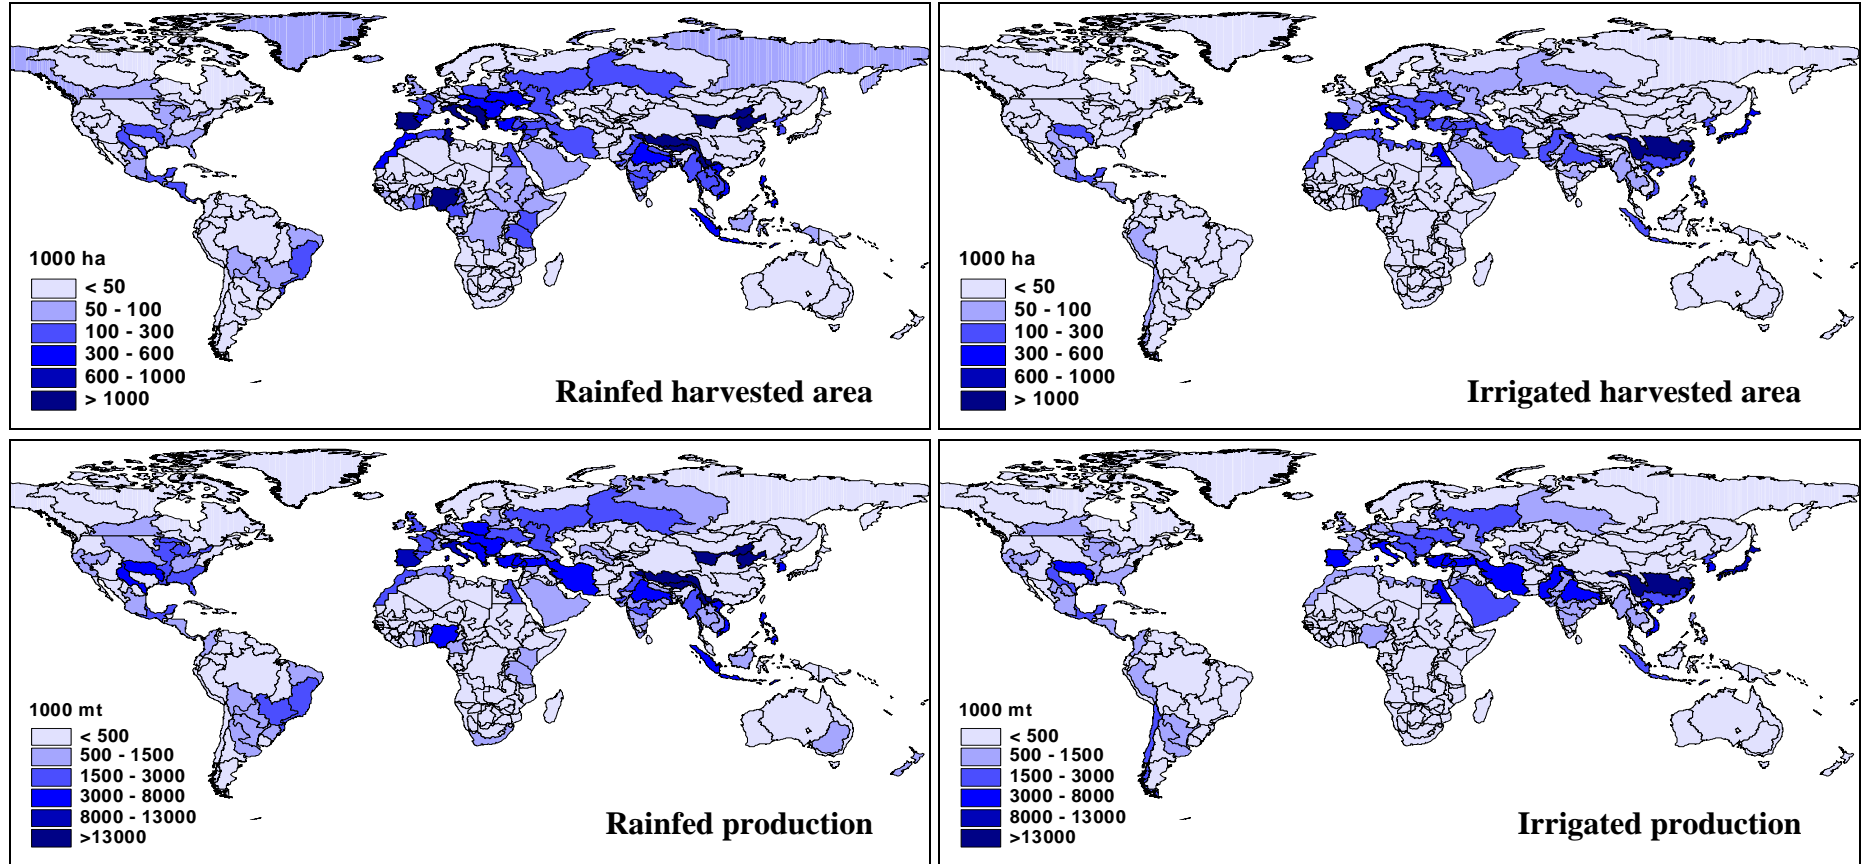 1000 ha
< 50
50 - 100
100 - 300
300 - 600
600 - 1000
> 1000
Rainfed harvested area
1000 ha
< 50
50 - 100
100 - 300
300 - 600
600 - 1000
> 1000
Irrigated harvested area
1000 mt
< 500
500 - 1500
1500 - 3000
3000 - 8000
8000 - 13000
>13000
Rainfed production
1000 mt
< 500
500 - 1500
1500 - 3000
3000 - 8000
8000 - 13000
>13000
Irrigated production